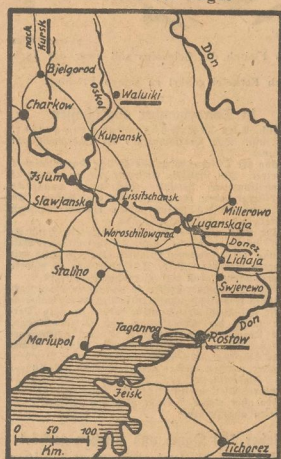 nach
Kursk
Don
Bjelgorod
Oskol
Waluiki
Charkow
Kupjansk
Isjum
Lissitschansk
Millerowo
Slawjansk
Luganskaja
Woroschilowgrad
Donez
Lichaja
Stalino
Swjerewo
Don
Taganrog
Mariupol
Rostow
Jeisk
0 50 100
Km.
Tichorez